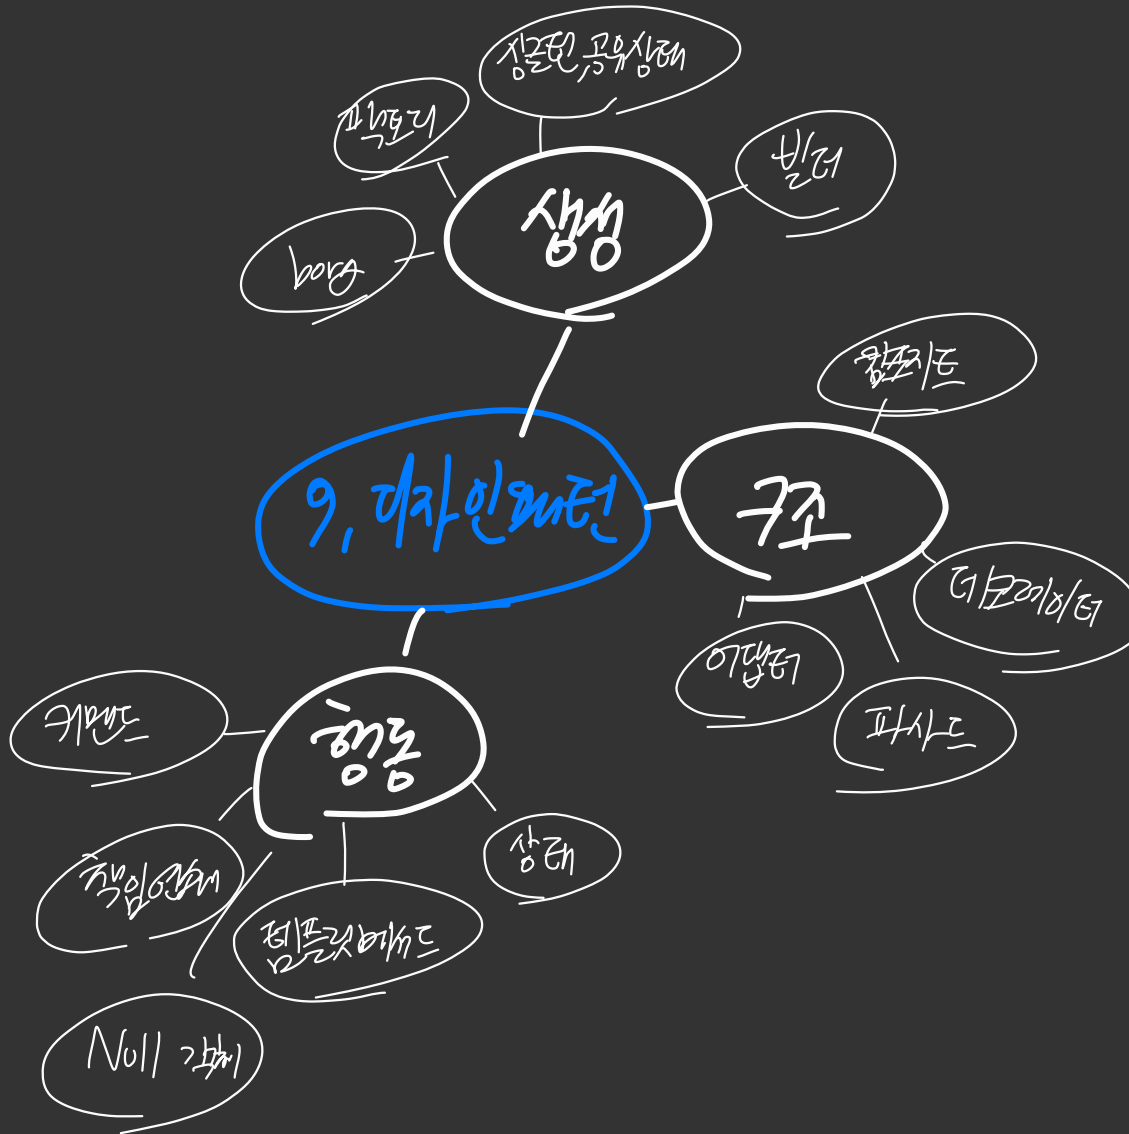 싱글턴, 공유상태
팩토리
빌더
생성
borg
컴포지트
9, 디자인패턴
구조
데코레이터
어댑터
파사드
커맨드
행동
상태
책임연쇄
템플릿메서드
Null 객체